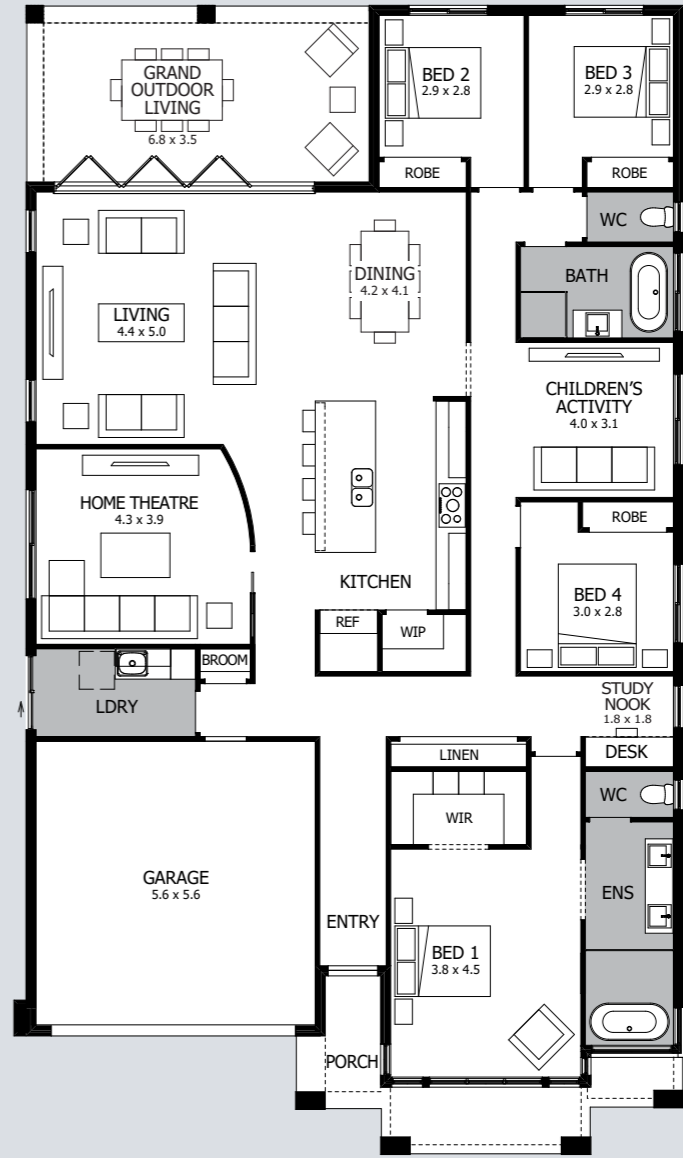 GRAND
OUTDOOR
LIVING
6.8 x 3.5
BED 2
2.9 x 2.8
BED 3
2.9 x 2.8
ROBE
ROBE
WC
BATH
DINING
4.2 x 4.1
LIVING
4.4 x 5.0
CHILDREN'S
ACTIVITY
4.0 x 3.1
HOME THEATRE
4.3 x 3.9
ROBE
KITCHEN
BED 4
3.0 x 2.8
REF
WIP
BROOM
LDRY
STUDY
NOOK
1.8 x 1.8
DESK
LINEN
WC
WIR
GARAGE
5.6 x 5.6
ENS
ENTRY
BED 1
3.8 x 4.5
PORCH